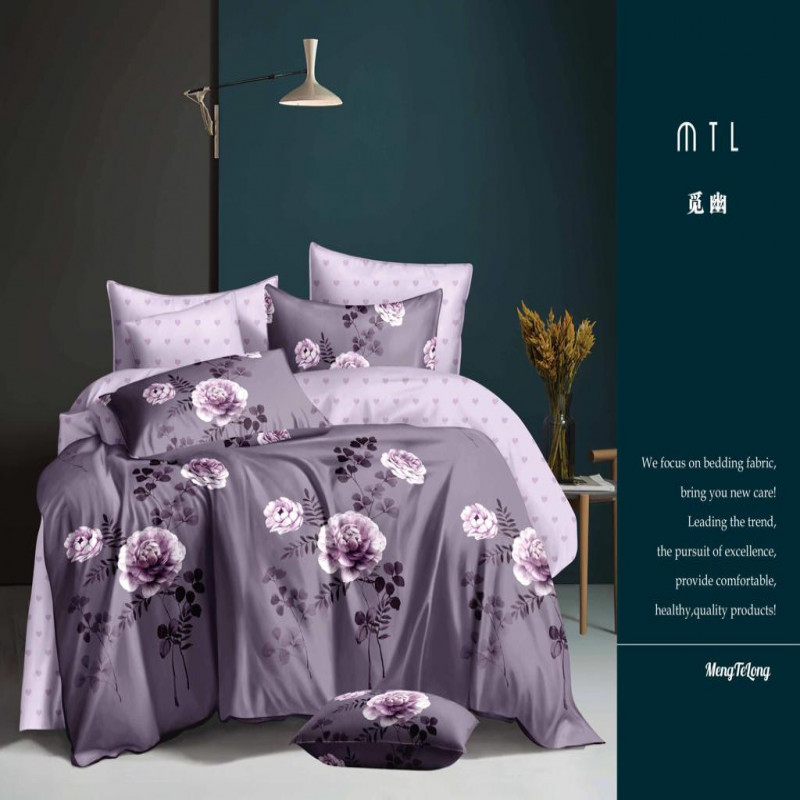 MTL
觅幽
We focus on bedding fabric,
bring you new care!
Leading the trend,
the pursuit of excellence,
provide comfortable,
healthy,quality products!
MengTeLong